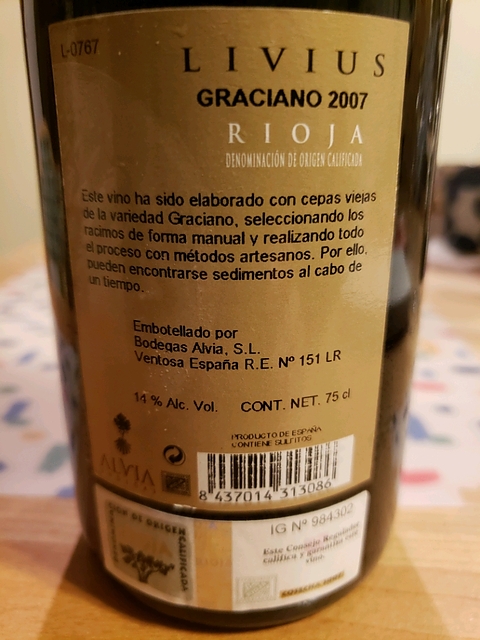 L-0767
LIVIUS
GRACIANO 2007
RIOJA
DENOMINACIÓN DE ORIGEN CALIFICADA
Este vino ha sido elaborado con cepas viejas
de la variedad Graciano, seleccionando los
racimos de forma manual y realizando todo
el proceso con métodos artesanos. Por ello,
pueden encontrarse sedimentos al cabo de
un tiempo.
Embotellado por
Bodegas Alvia, S.L.
Ventosa España R.E. Nº 151 LR
14 % Alc. Vol. CONT. NET. 75 cl
PRODUCTO DE ESPAÑA
CONTIENE SULFITOS
ALVIA
8 437014 313086
DE ORIGEN
CALIFICADA
IG Nº 984302
Este Consejo Regulador
califica y garantiza este
vino.